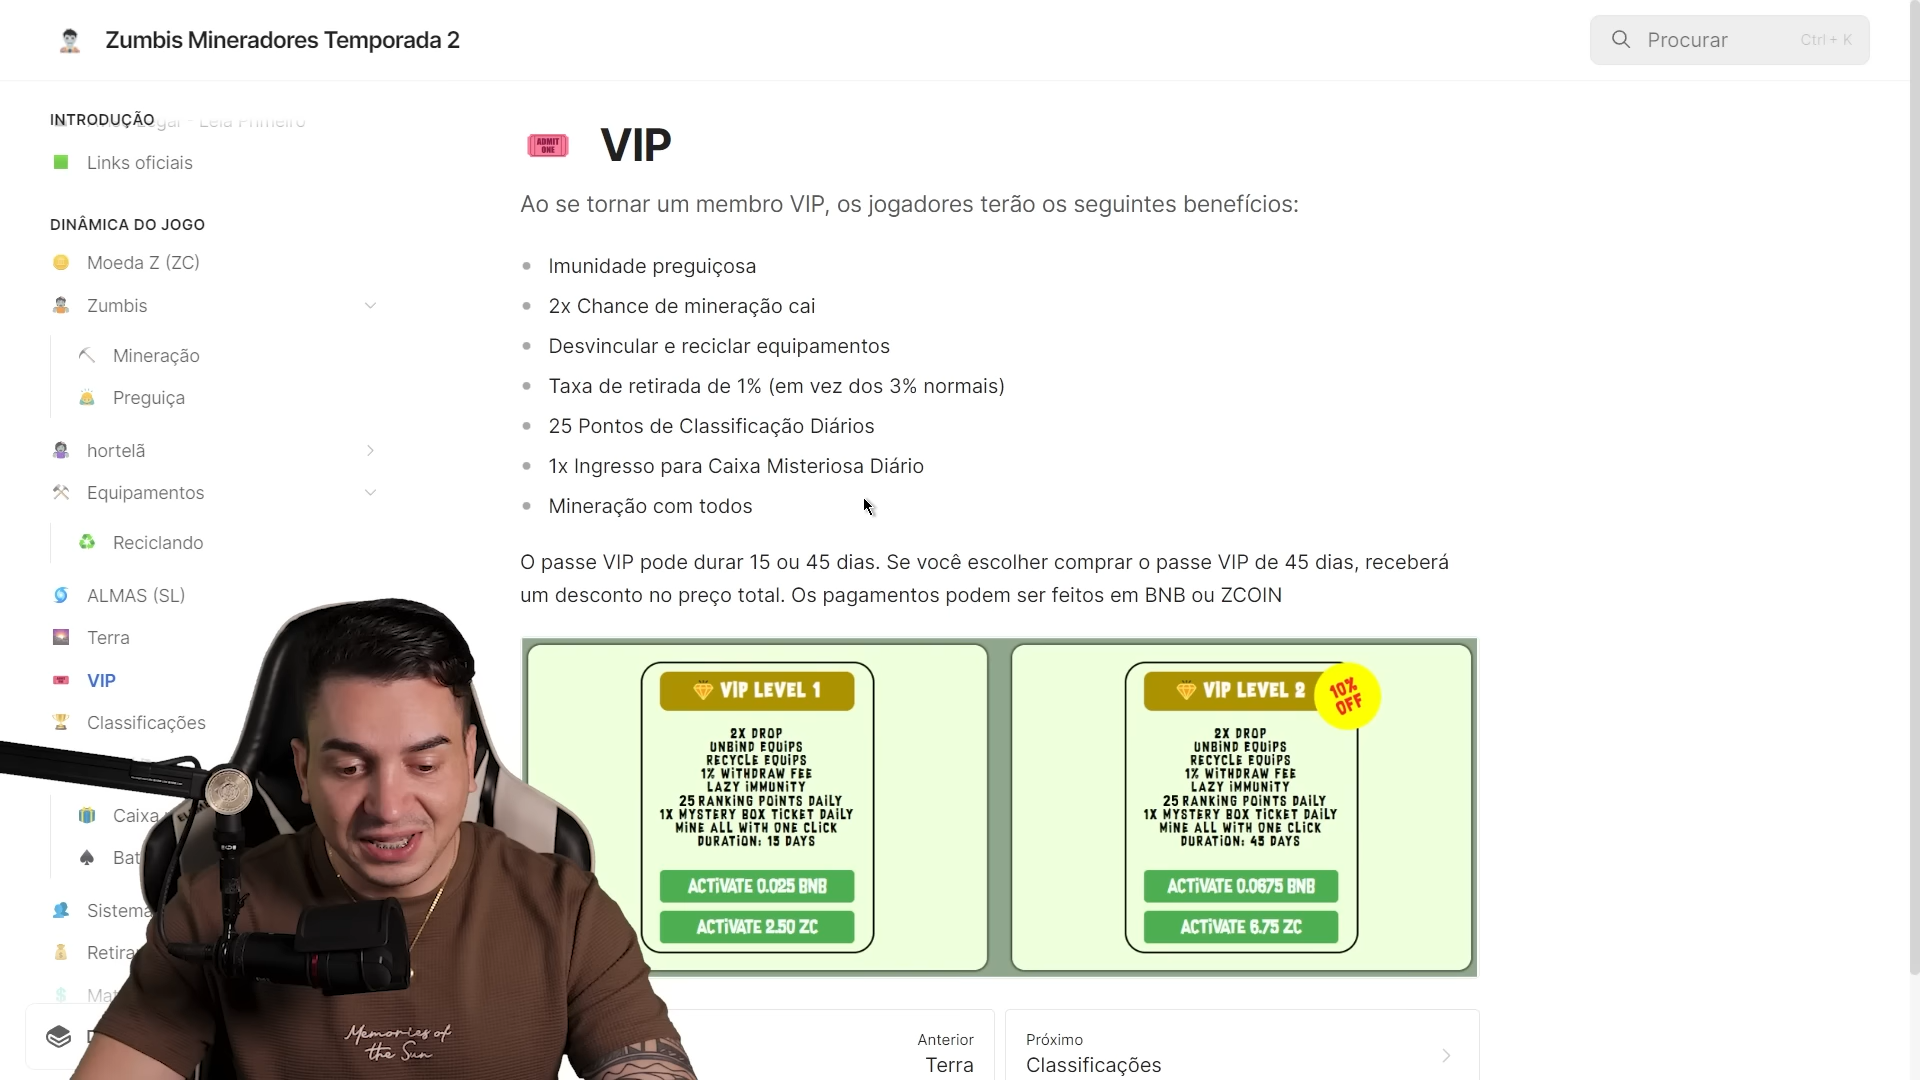 Zumbis Mineradores Temporada 2
Procurar
Ctrl + K
INTRODUÇÃO
Links oficiais
DINÂMICA DO JOGO
Moeda Z (ZC)
Zumbis
Mineração
Preguiça
hortelã
Equipamentos
Reciclando
ALMAS (SL)
Terra
VIP
Classificações
Caixa
Bat
Sistema
Retira
Mat
ADMIT
ONE
VIP
Ao se tornar um membro VIP, os jogadores terão os seguintes benefícios:
Imunidade preguiçosa
2x Chance de mineração cai
Desvincular e reciclar equipamentos
Taxa de retirada de 1% (em vez dos 3% normais)
25 Pontos de Classificação Diários
1x Ingresso para Caixa Misteriosa Diário
Mineração com todos
O passe VIP pode durar 15 ou 45 dias. Se você escolher comprar o passe VIP de 45 dias, receberá
um desconto no preço total. Os pagamentos podem ser feitos em BNB ou ZCOIN
VIP LEVEL 1
2X DROP
UNBIND EQUIPS
RECYCLE EQUIPS
1% WITHDRAW FEE
LAZY IMMUNITY
25 RANKING POINTS DAILY
1X MYSTERY BOX TICKET DAILY
MINE ALL WITH ONE CLICK
DURATION: 15 DAYS
ACTIVATE 0.025 BNB
ACTIVATE 2.50 ZC
VIP LEVEL 2
10%
OFF
2X DROP
UNBIND EQUIPS
RECYCLE EQUIPS
1% WITHDRAW FEE
LAZY IMMUNITY
25 RANKING POINTS DAILY
1X MYSTERY BOX TICKET DAILY
MINE ALL WITH ONE CLICK
DURATION: 45 DAYS
ACTIVATE 0.0675 BNB
ACTIVATE 6.75 ZC
Anterior
Terra
Próximo
Classificações
Memories of
the Sun